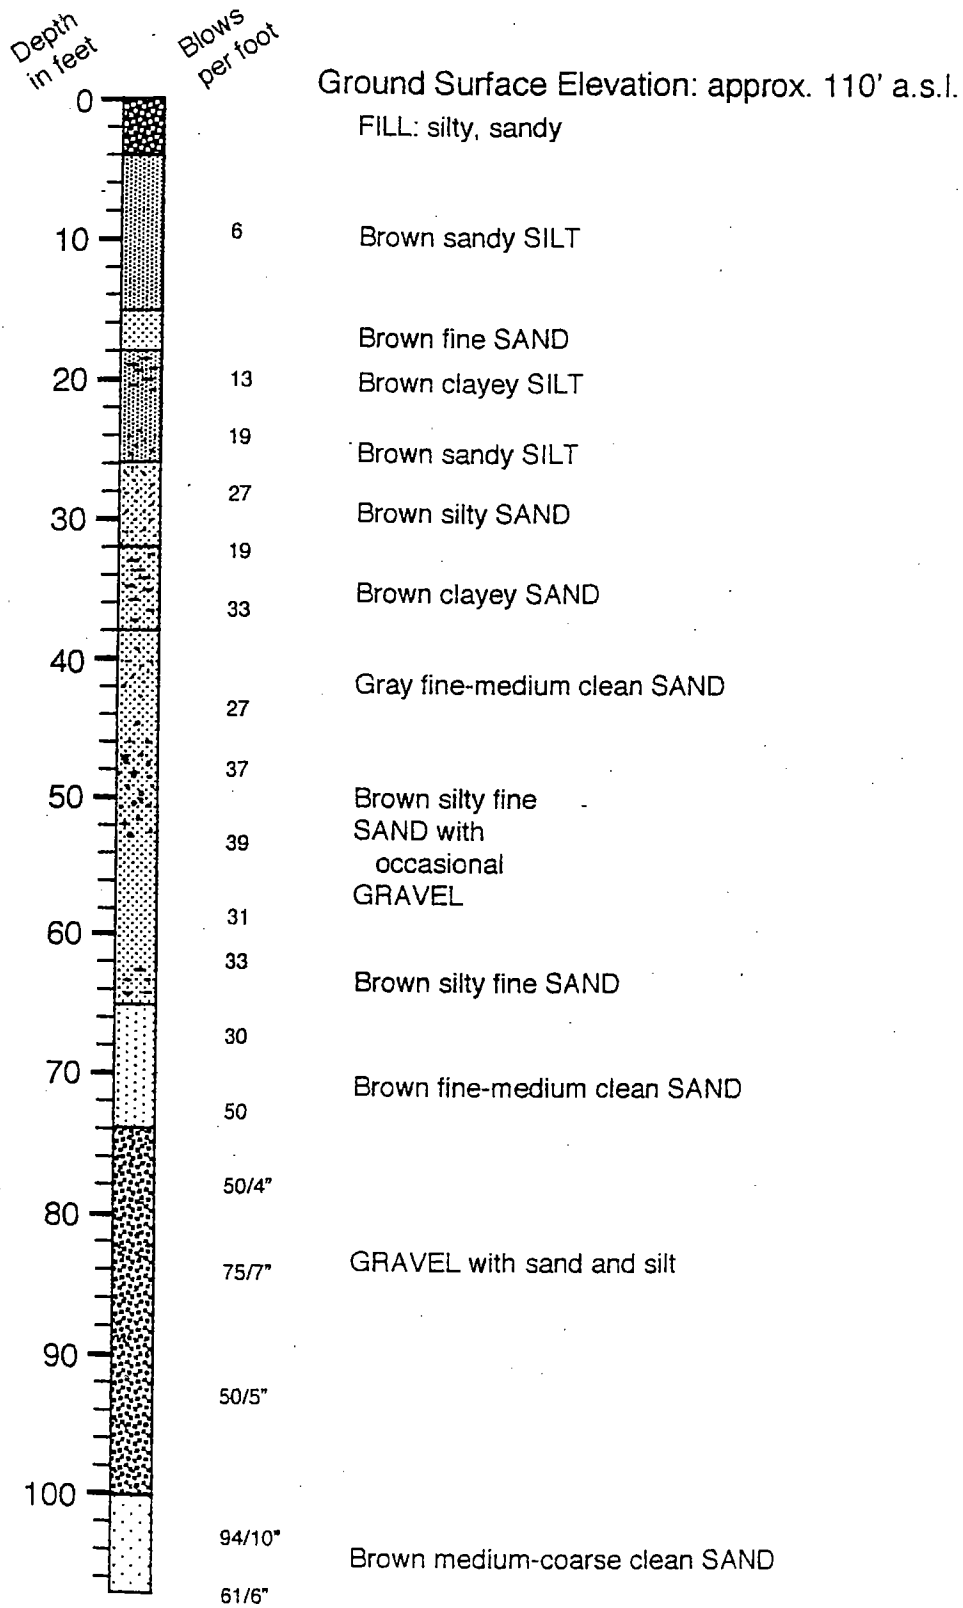 Depth
in feet
Blows
per foot
Ground Surface Elevation: approx. 110' a.s.l.
0
FILL: silty, sandy
10
6
Brown sandy SILT
Brown fine SAND
20
13
Brown clayey SILT
19
Brown sandy SILT
27
30
Brown silty SAND
19
Brown clayey SAND
33
40
Gray fine-medium clean SAND
27
37
50
Brown silty fine
SAND with
occasional
GRAVEL
39
31
60
33
Brown silty fine SAND
30
70
Brown fine-medium clean SAND
50
50/4"
80
GRAVEL with sand and silt
75/7"
90
50/5"
100
94/10"
Brown medium-coarse clean SAND
61/6"